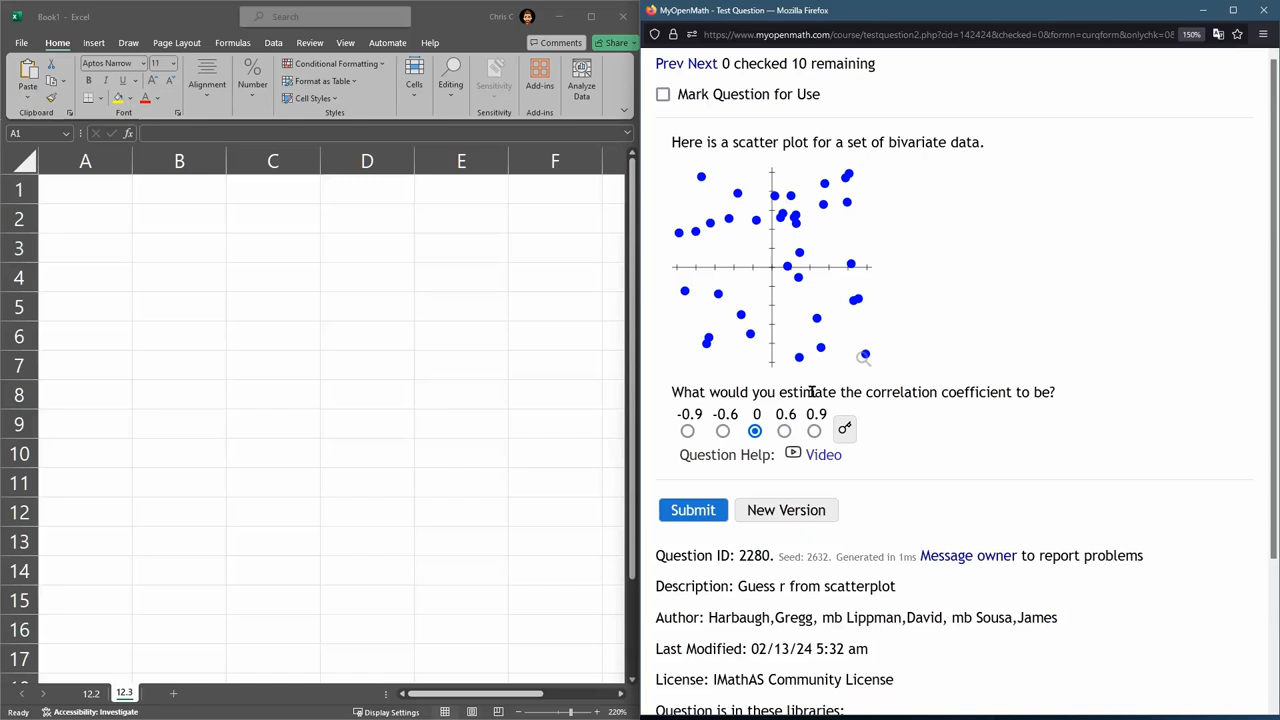 Book1 - Excel
Search
Chris C
File Home Insert Draw Page Layout Formulas Data Review View Automate Help Comments Share
Paste
Clipboard
Aptos Narrow 11
B I U
A A
Font
Alignment
Number
Conditional Formatting
Format as Table
Cell Styles
Styles
Cells
Editing
Sensitivity
Sensitivity
Add-ins
Add-ins
Analyze Data
A1
fx
A B C D E F
1
2
3
4
5
6
7
8
9
10
11
12
13
14
15
16
17
12.2 12.3
Accessibility: Investigate
Display Settings
220%
MyOpenMath - Test Question — Mozilla Firefox
https://www.myopenmath.com/course/testquestion2.php?cid=142424&checked=0&formn=curqform&onlychk=0&
150%
Prev Next 0 checked 10 remaining
Mark Question for Use
Here is a scatter plot for a set of bivariate data.
What would you estimate the correlation coefficient to be?
-0.9 -0.6 0 0.6 0.9
Question Help: Video
Submit New Version
Question ID: 2280. Seed: 2632. Generated in 1ms Message owner to report problems
Description: Guess r from scatterplot
Author: Harbaugh,Gregg, mb Lippman,David, mb Sousa,James
Last Modified: 02/13/24 5:32 am
License: IMathAS Community License
Question is in these libraries: